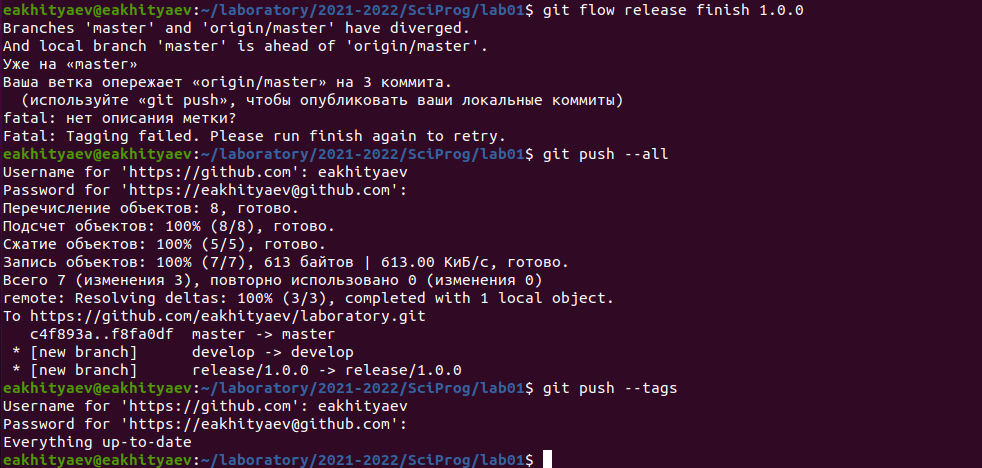 eakhityaev@eakhityaev:~/laboratory/2021-2022/SciProg/lab01$ git flow release finish 1.0.0
Branches 'master' and 'origin/master' have diverged.
And local branch 'master' is ahead of 'origin/master'.
Уже на «master»
Ваша ветка опережает «origin/master» на 3 коммита.
  (используйте «git push», чтобы опубликовать ваши локальные коммиты)
fatal: нет описания метки?
Fatal: Tagging failed. Please run finish again to retry.
eakhityaev@eakhityaev:~/laboratory/2021-2022/SciProg/lab01$ git push --all
Username for 'https://github.com': eakhityaev
Password for 'https://eakhityaev@github.com':
Перечисление объектов: 8, готово.
Подсчет объектов: 100% (8/8), готово.
Сжатие объектов: 100% (5/5), готово.
Запись объектов: 100% (7/7), 613 байтов | 613.00 КиБ/с, готово.
Всего 7 (изменения 3), повторно использовано 0 (изменения 0)
remote: Resolving deltas: 100% (3/3), completed with 1 local object.
To https://github.com/eakhityaev/laboratory.git
   c4f893a..f8fa0df  master -> master
 * [new branch]      develop -> develop
 * [new branch]      release/1.0.0 -> release/1.0.0
eakhityaev@eakhityaev:~/laboratory/2021-2022/SciProg/lab01$ git push --tags
Username for 'https://github.com': eakhityaev
Password for 'https://eakhityaev@github.com':
Everything up-to-date
eakhityaev@eakhityaev:~/laboratory/2021-2022/SciProg/lab01$